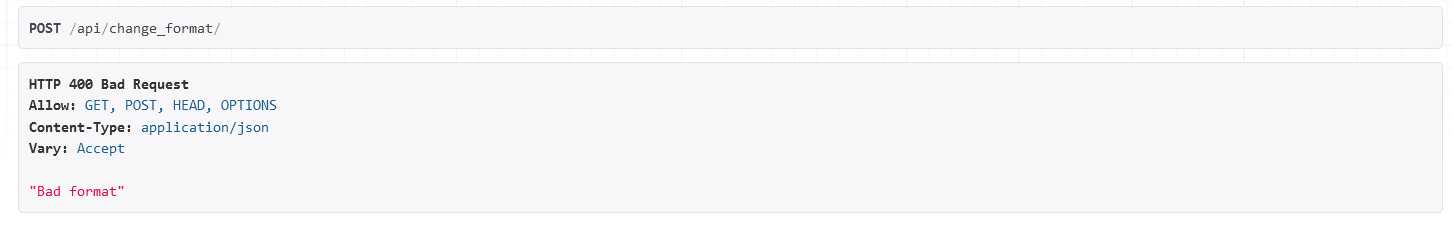 POST /api/change_format/
HTTP 400 Bad Request
Allow: GET, POST, HEAD, OPTIONS
Content-Type: application/json
Vary: Accept
"Bad format"